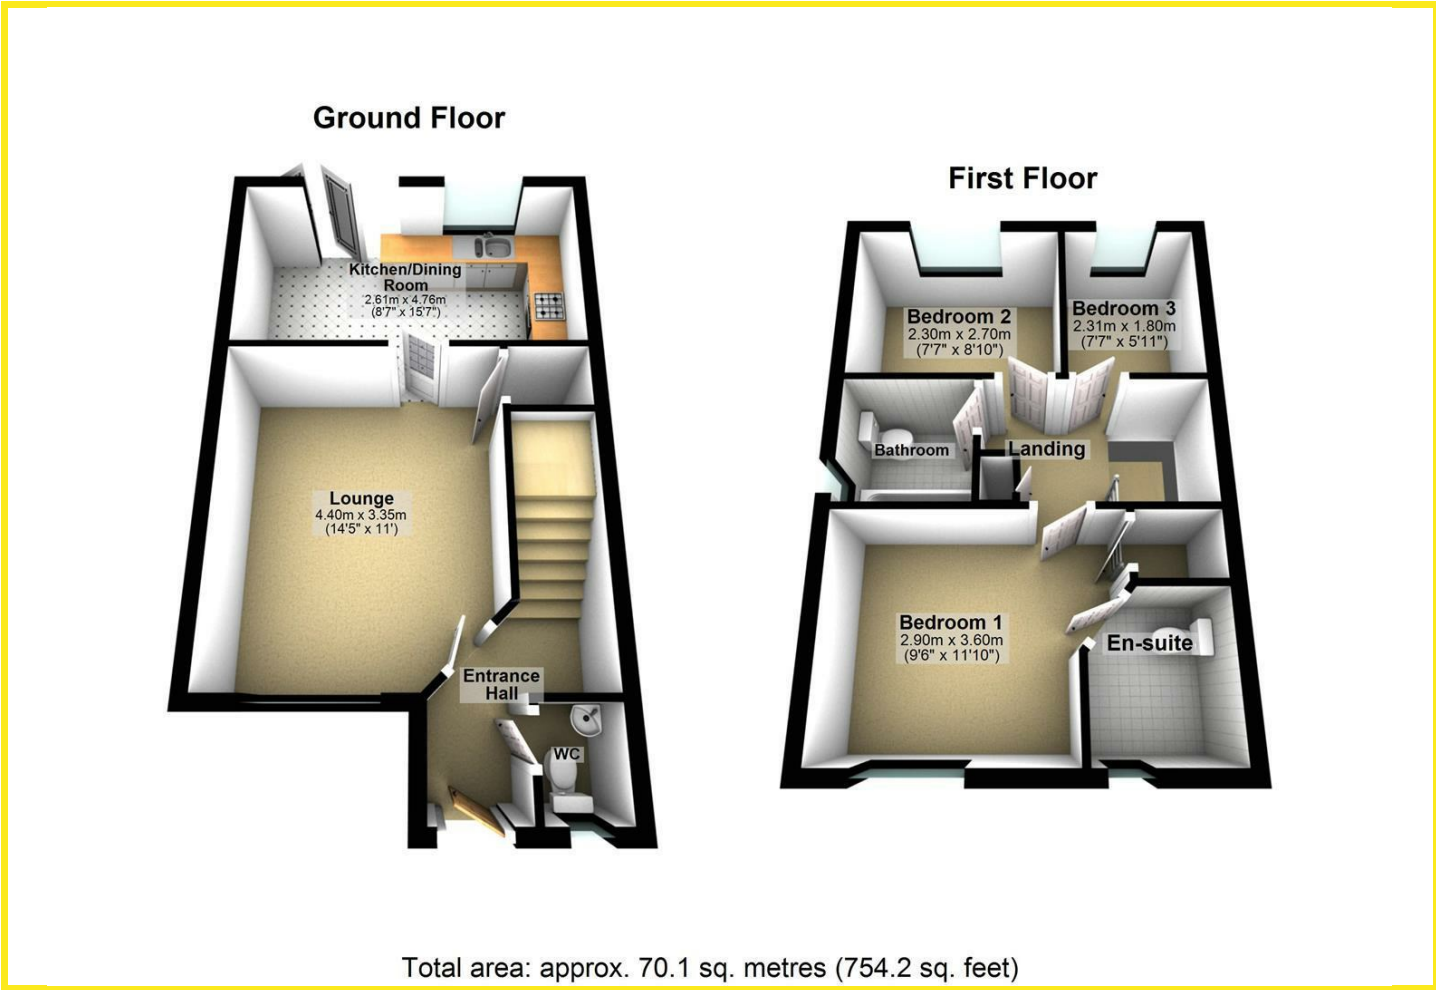 Ground Floor
Kitchen/Dining
Room
2.61m x 4.76m
(8'7" x 15'7")
Lounge
4.40m x 3.35m
(14'5" x 11')
Entrance
Hall
WC
First Floor
Bedroom 2
2.30m x 2.70m
(7'7" x 8'10")
Bedroom 3
2.31m x 1.80m
(7'7" x 5'11")
Bathroom
Landing
Bedroom 1
2.90m x 3.60m
(9'6" x 11'10")
En-suite
Total area: approx. 70.1 sq. metres (754.2 sq. feet)